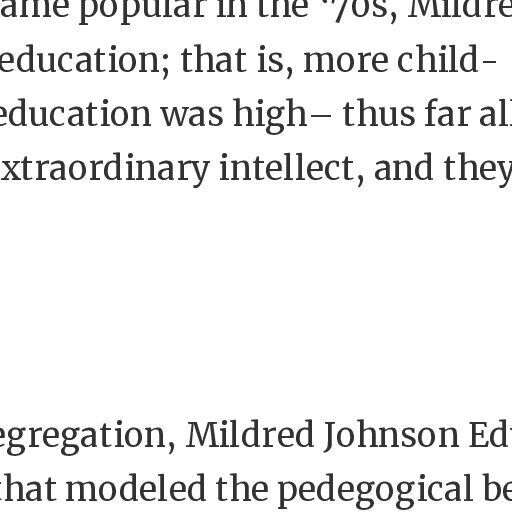 ame popular in the '70s, Mildre
education; that is, more child-
education was high– thus far al
xtraordinary intellect, and they
egregation, Mildred Johnson Ed
that modeled the pedegogical be